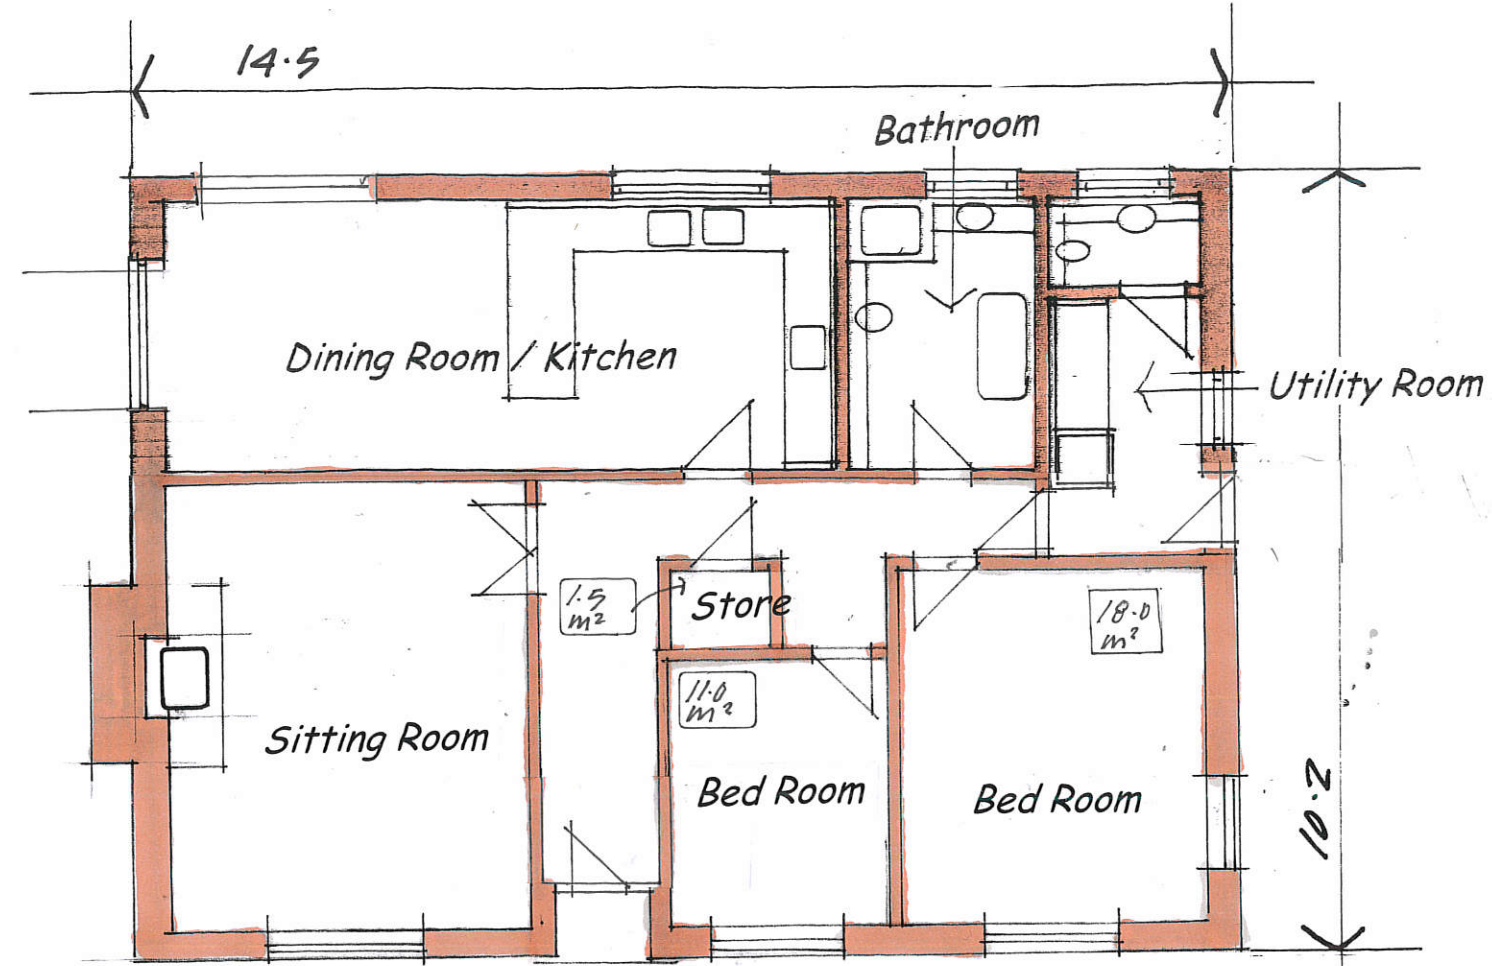 14.5
Bathroom
Dining Room / Kitchen
Utility Room
1.5
m²
Store
18.0
m²
11.0
m²
Sitting Room
Bed Room
Bed Room
10.2